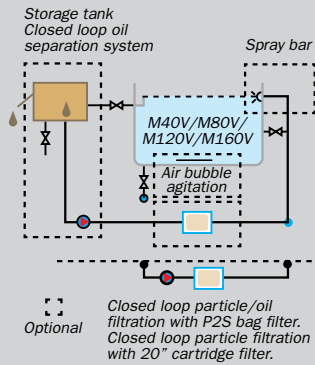 Storage tank
Closed loop oil
separation system
Spray bar
M40V/M80V/
M120V/M160V
Air bubble
agitation
Optional
Closed loop particle/oil
filtration with P2S bag filter.
Closed loop particle filtration
with 20” cartridge filter.